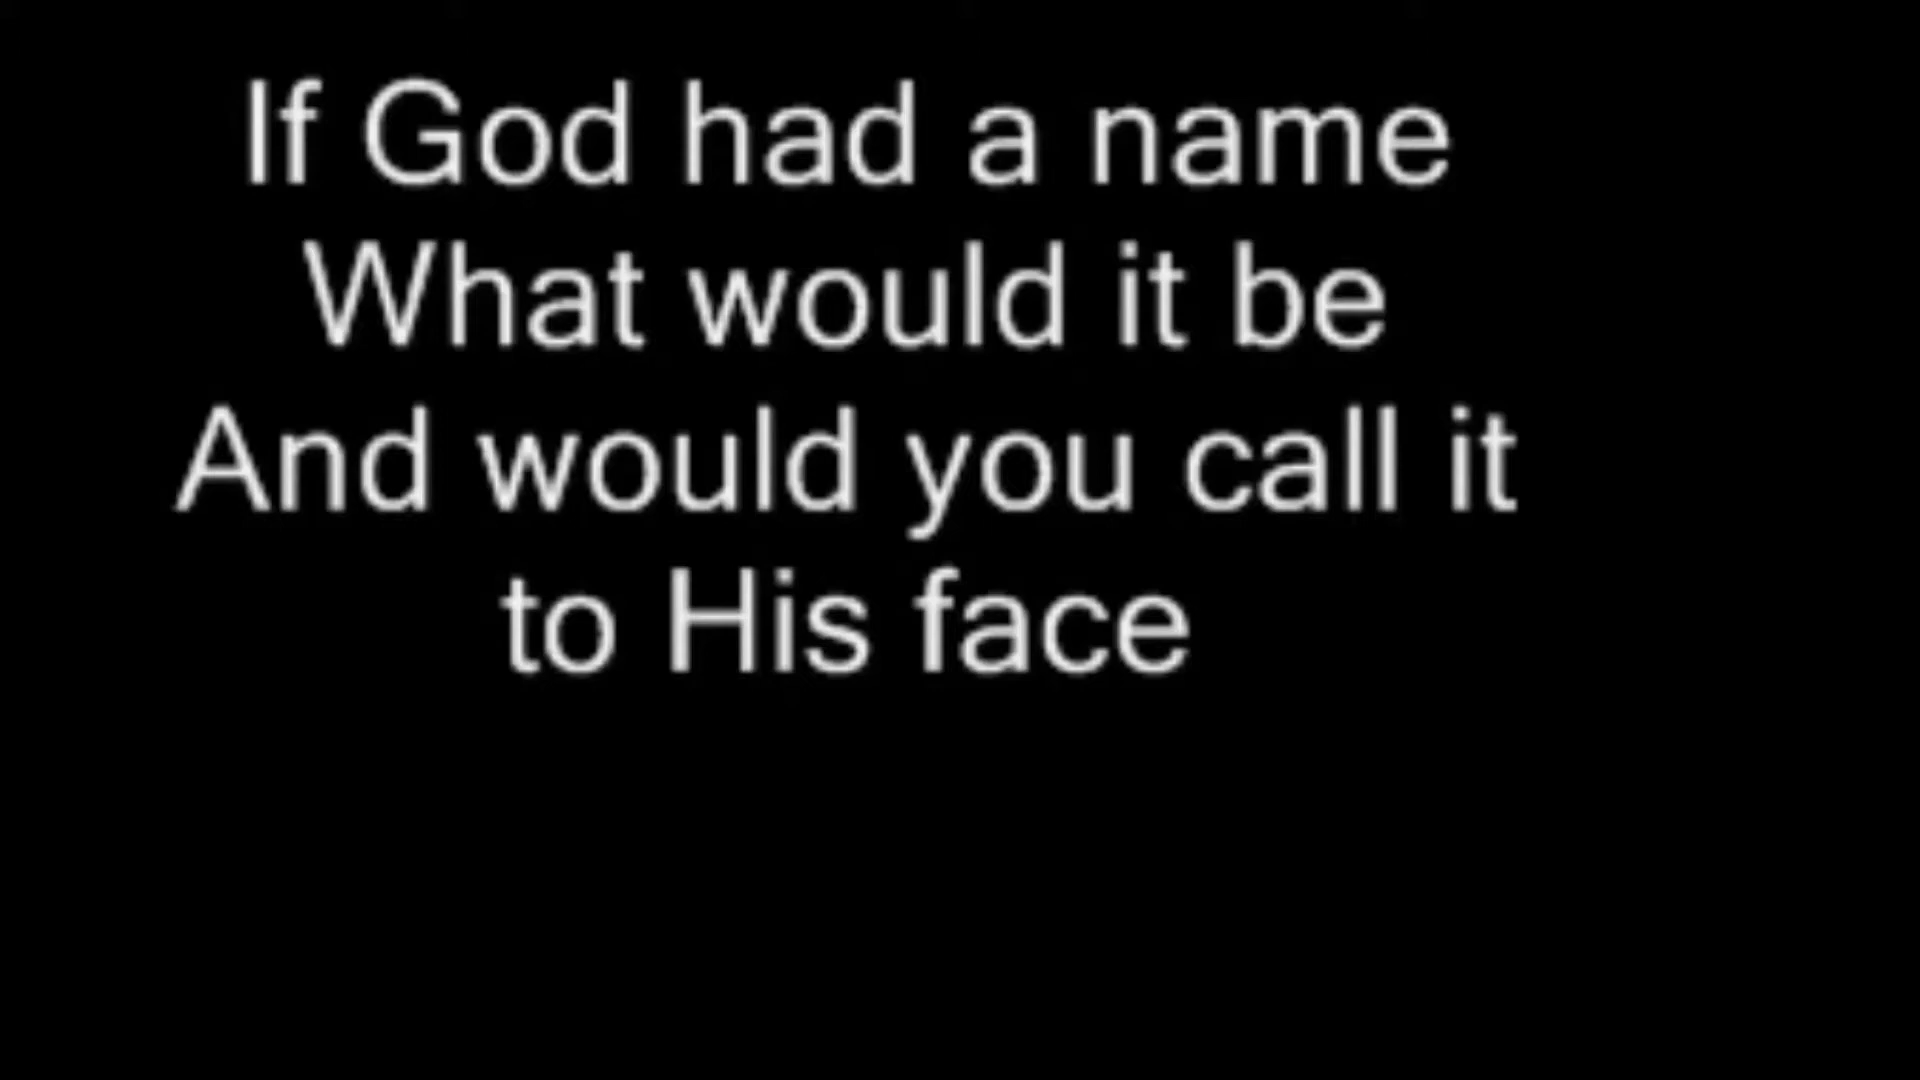 If God had a name
What would it be
And would you call it
to His face